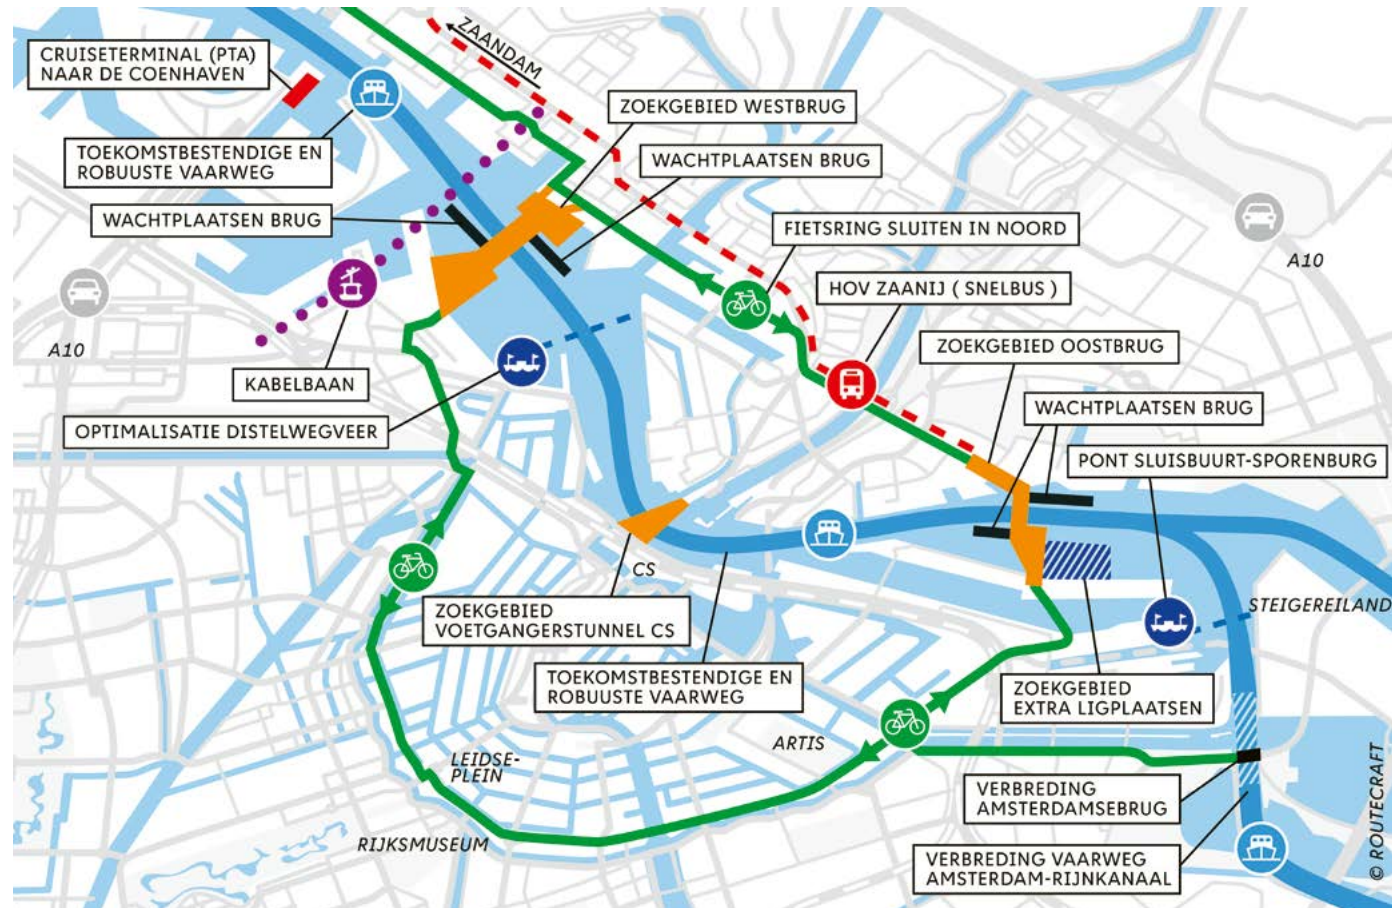 ZAANDAM
CRUISETERMINAL (PTA)
NAAR DE COENHAVEN
ZOEKGEBIED WESTBRUG
TOEKOMSTBESTENDIGE EN
ROBUUSTE VAARWEG
WACHTPLAATSEN BRUG
WACHTPLAATSEN BRUG
FIETSRING SLUITEN IN NOORD
A10
HOV ZAANIJ ( SNELBUS )
A10
ZOEKGEBIED OOSTBRUG
KABELBAAN
WACHTPLAATSEN BRUG
OPTIMALISATIE DISTELWEGVEER
PONT SLUISBUURT-SPORENBURG
CS
STEIGEREILAND
ZOEKGEBIED
VOETGANGERSTUNNEL CS
TOEKOMSTBESTENDIGE EN
ROBUUSTE VAARWEG
ZOEKGEBIED
EXTRA LIGPLAATSEN
ARTIS
LEIDSE-
PLEIN
VERBREDING
AMSTERDAMSEBRUG
RIJKSMUSEUM
VERBREDING VAARWEG
AMSTERDAM-RIJNKANAAL
© ROUTECRAFT